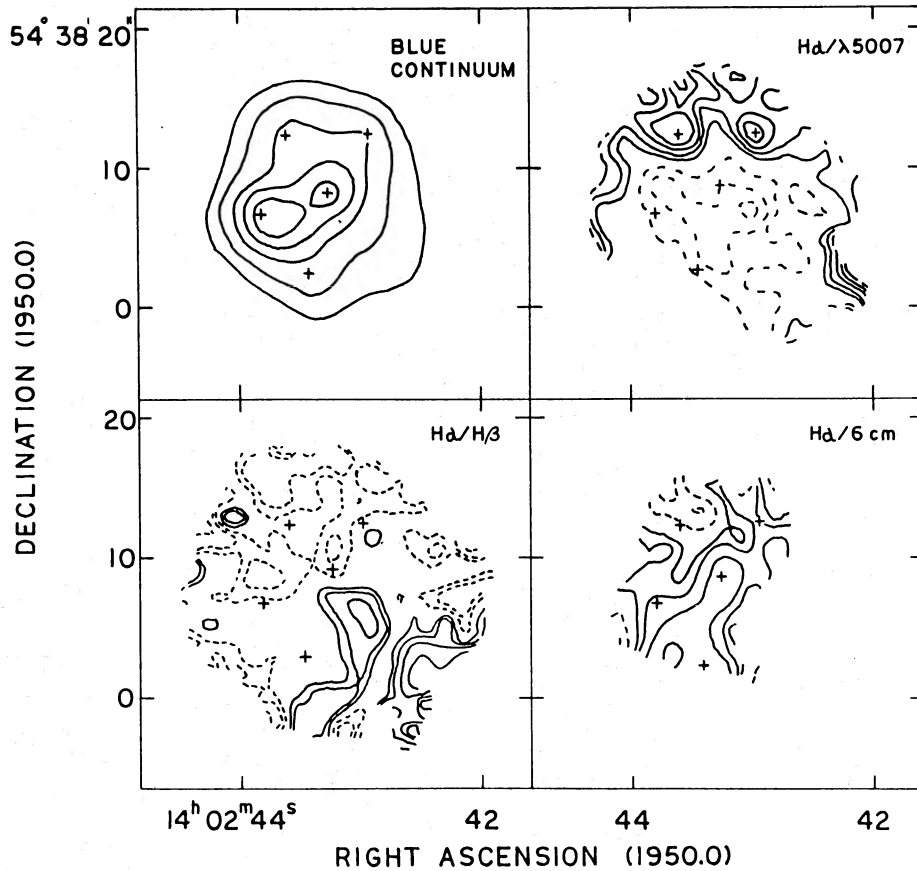 54° 38' 20"
BLUE
CONTINUUM
Hα/λ5007
10
0
DECLINATION (1950.0)
20
Hα/Hβ
Hα/6 cm
10
0
14h 02m 44s
42
44
42
RIGHT ASCENSION (1950.0)